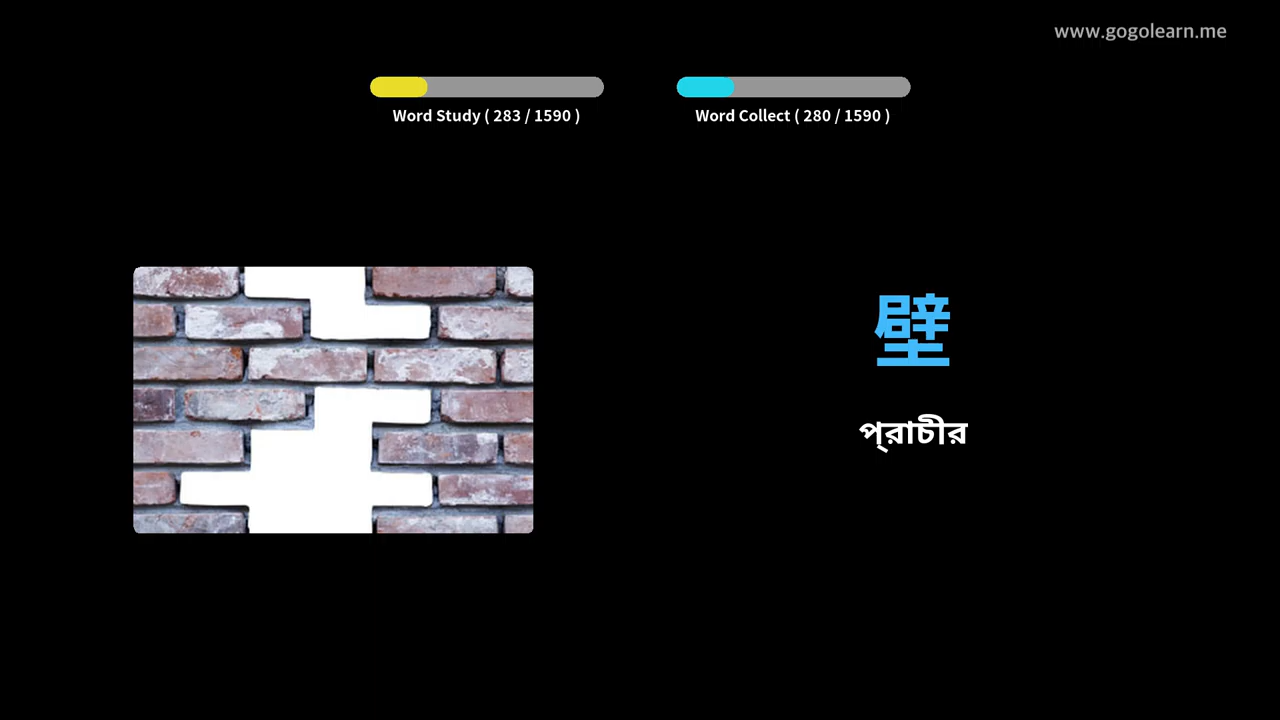 www.gogolearn.me
Word Study ( 283 / 1590 )
Word Collect ( 280 / 1590 )
壁
প্রাচীর